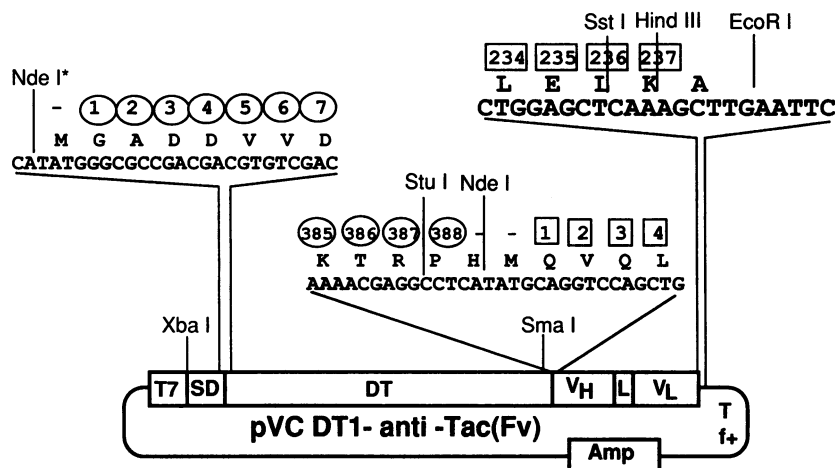 Sst I Hind III EcoR I
234 235 236 237
L E L K A
CTGGAGCTCAAAGCTTGAATTC
Nde I*
- 1 2 3 4 5 6 7
M G A D D V V D
CATATGGGCGCCGACGACGTGTCGAC
Stu I Nde I
385 386 387 388 - - 1 2 3 4
K T R P H M Q V Q L
AAAACGAGGCCTCATATGCAGGTCCAGCTG
Xba I Sma I
T7 SD DT VH L VL
pVC DT1- anti -Tac(Fv)
T
f+
Amp